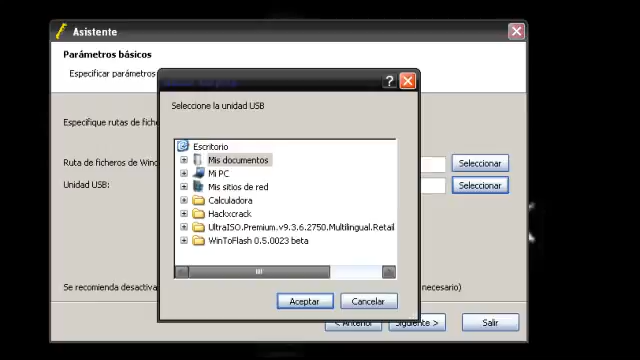 Asistente
Parámetros básicos
Especificar parámetros
Seleccione la unidad USB
Especifique rutas de fiche
Escritorio
Mis documentos
Ruta de ficheros de Wind
Seleccionar
Mi PC
Unidad USB:
Seleccionar
Mis sitios de red
Calculadora
Hackxcrack
UltraISO.Premium.v9.3.6.2750.Multilingual.Retail
WinToFlash 0.5.0023 beta
Se recomienda desactiva
necesario)
Aceptar
Cancelar
< Anterior
Siguiente >
Salir